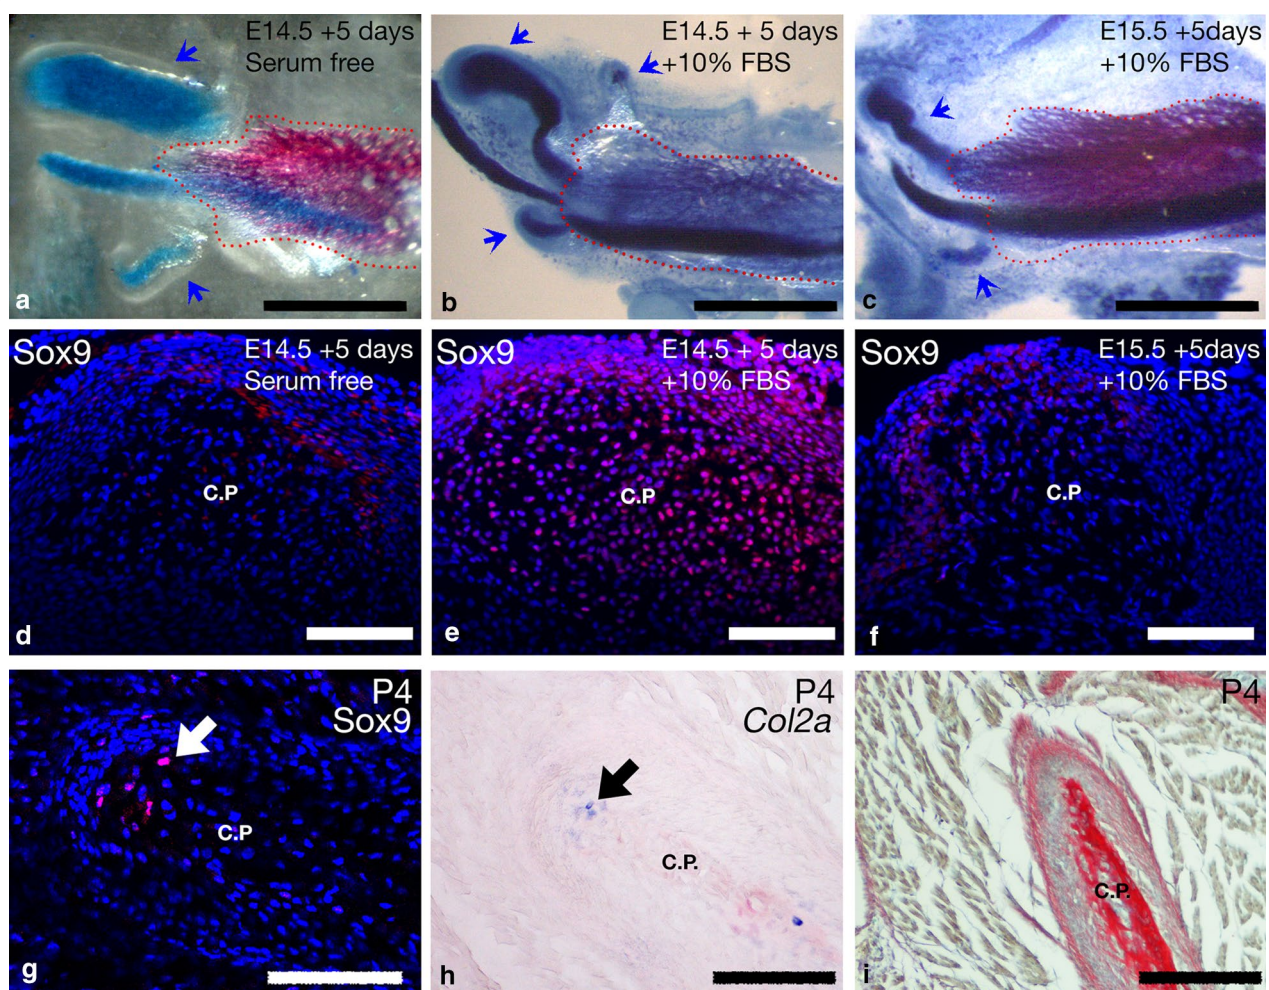 E14.5 +5 days
Serum free
a
E14.5 + 5 days
+10% FBS
b
E15.5 +5days
+10% FBS
c
Sox9
E14.5 +5 days
Serum free
C.P
d
Sox9
E14.5 + 5 days
+10% FBS
C.P
e
Sox9
E15.5 +5days
+10% FBS
C.P
f
P4
Sox9
C.P
g
P4
Col2a
C.P.
h
P4
C.P.
i